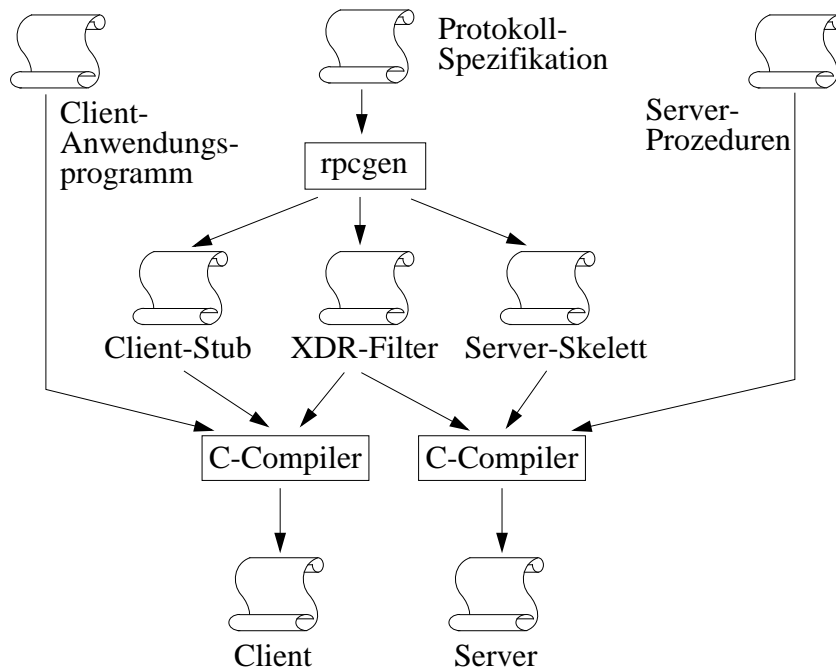 Protokoll-
Spezifikation
Client-
Anwendungs-
programm
Server-
Prozeduren
rpcgen
Client-Stub
XDR-Filter
Server-Skelett
C-Compiler
C-Compiler
Client
Server